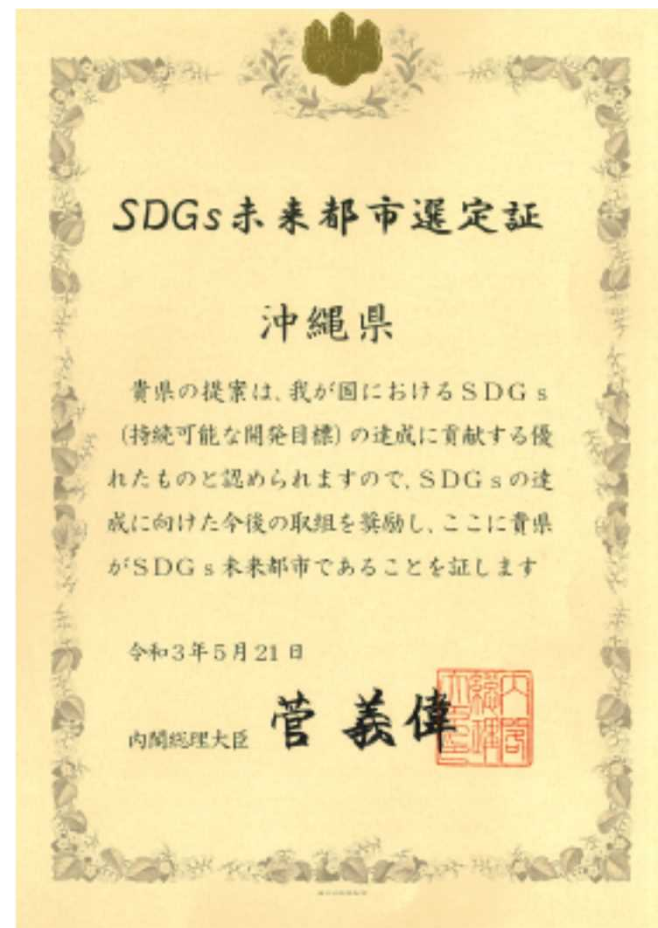 SDGs未来都市選定証
沖縄県
貴県の提案は、我が国におけるSDGs
(持続可能な開発目標)の達成に貢献する優
れたものと認められますので、SDGsの達
成に向けた今後の取組を奨励し、ここに貴県
がSDGs未来都市であることを証します
令和3年5月21日
内閣総理大臣 菅 義偉